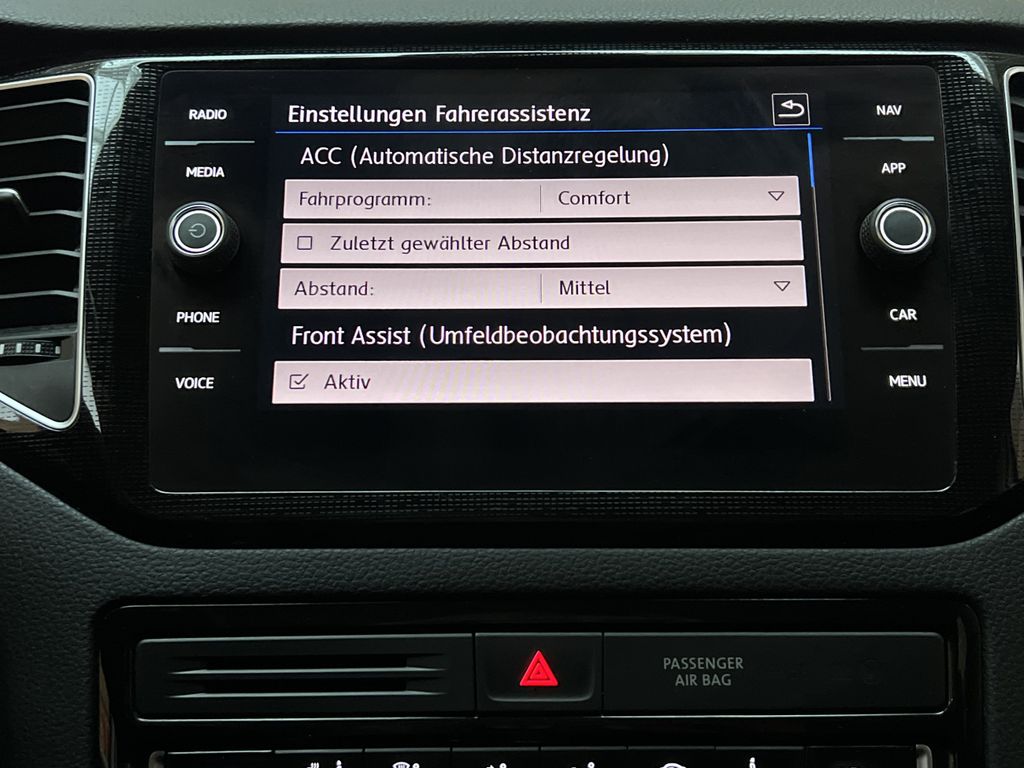 RADIO
MEDIA
PHONE
VOICE
Einstellungen Fahrerassistenz
ACC (Automatische Distanzregelung)
Fahrprogramm: Comfort
Zuletzt gewählter Abstand
Abstand: Mittel
Front Assist (Umfeldbeobachtungssystem)
Aktiv
NAV
APP
CAR
MENU
PASSENGER
AIR BAG